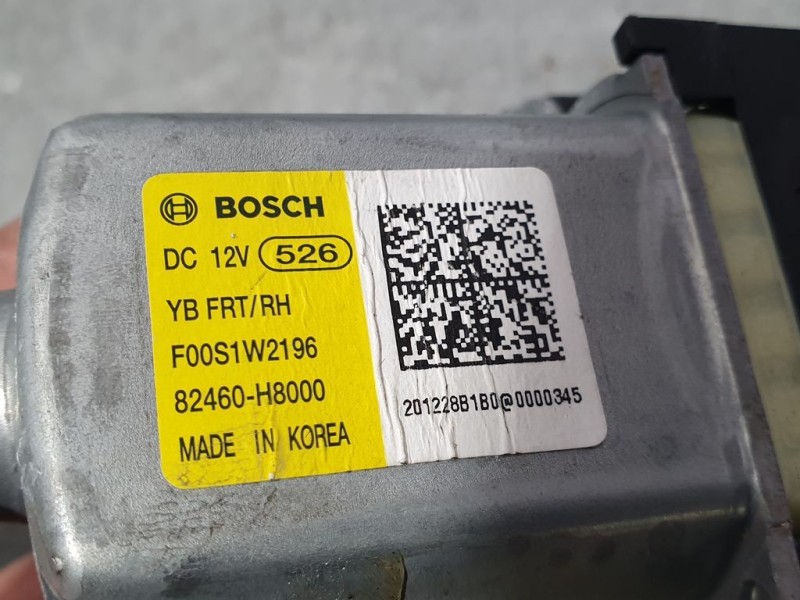 BOSCH
DC 12V 526
YB FRT/RH
F00S1W2196
82460-H8000
MADE IN KOREA
201228B1B0@0000345